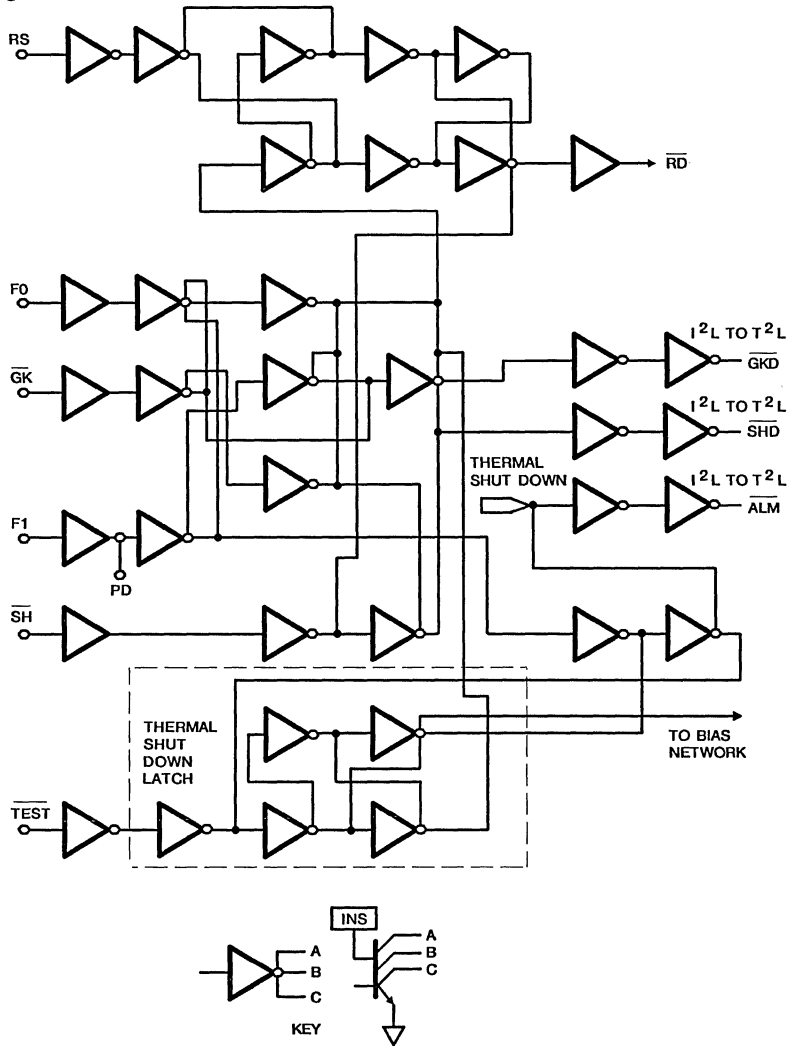 RS
RD
F0
I²L TO T²L
GKD
GK
I²L TO T²L
SHD
THERMAL
SHUT DOWN
I²L TO T²L
ALM
F1
PD
SH
THERMAL
SHUT
DOWN
LATCH
TO BIAS
NETWORK
TEST
INS
A
B
C
A
B
C
KEY